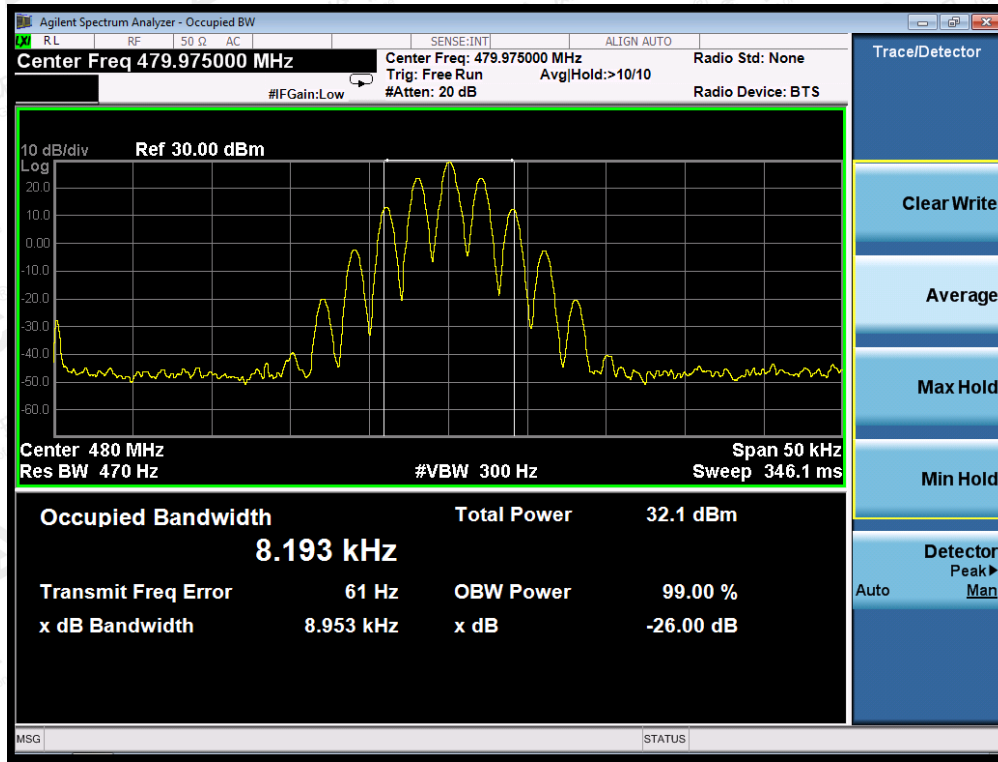 Agilent Spectrum Analyzer - Occupied BW
LXI RL RF 50 Ω AC SENSE:INT ALIGN AUTO
Center Freq 479.975000 MHz
Center Freq: 479.975000 MHz Radio Std: None
Trig: Free Run Avg|Hold:>10/10
#IFGain:Low #Atten: 20 dB Radio Device: BTS
10 dB/div Ref 30.00 dBm
Log
20.0
10.0
0.00
-10.0
-20.0
-30.0
-40.0
-50.0
-60.0
Center 480 MHz Span 50 kHz
Res BW 470 Hz #VBW 300 Hz Sweep 346.1 ms
Occupied Bandwidth Total Power 32.1 dBm
8.193 kHz
Transmit Freq Error 61 Hz OBW Power 99.00 %
x dB Bandwidth 8.953 kHz x dB -26.00 dB
MSG STATUS
Trace/Detector
Clear Write
Average
Max Hold
Min Hold
Detector
Peak▶
Auto Man